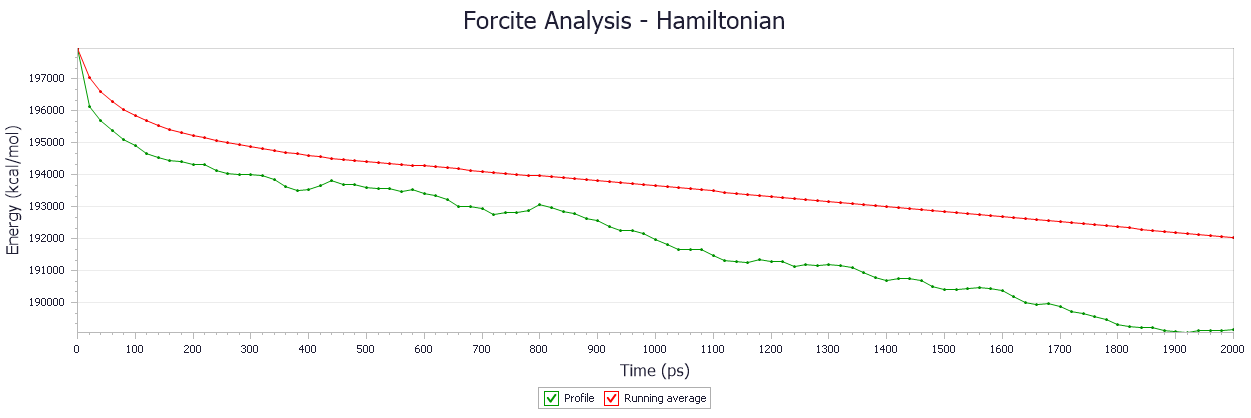 Forcite Analysis - Hamiltonian
Energy (kcal/mol)
197000
196000
195000
194000
193000
192000
191000
190000
0 100 200 300 400 500 600 700 800 900 1000 1100 1200 1300 1400 1500 1600 1700 1800 1900 2000
Time (ps)
Profile Running average